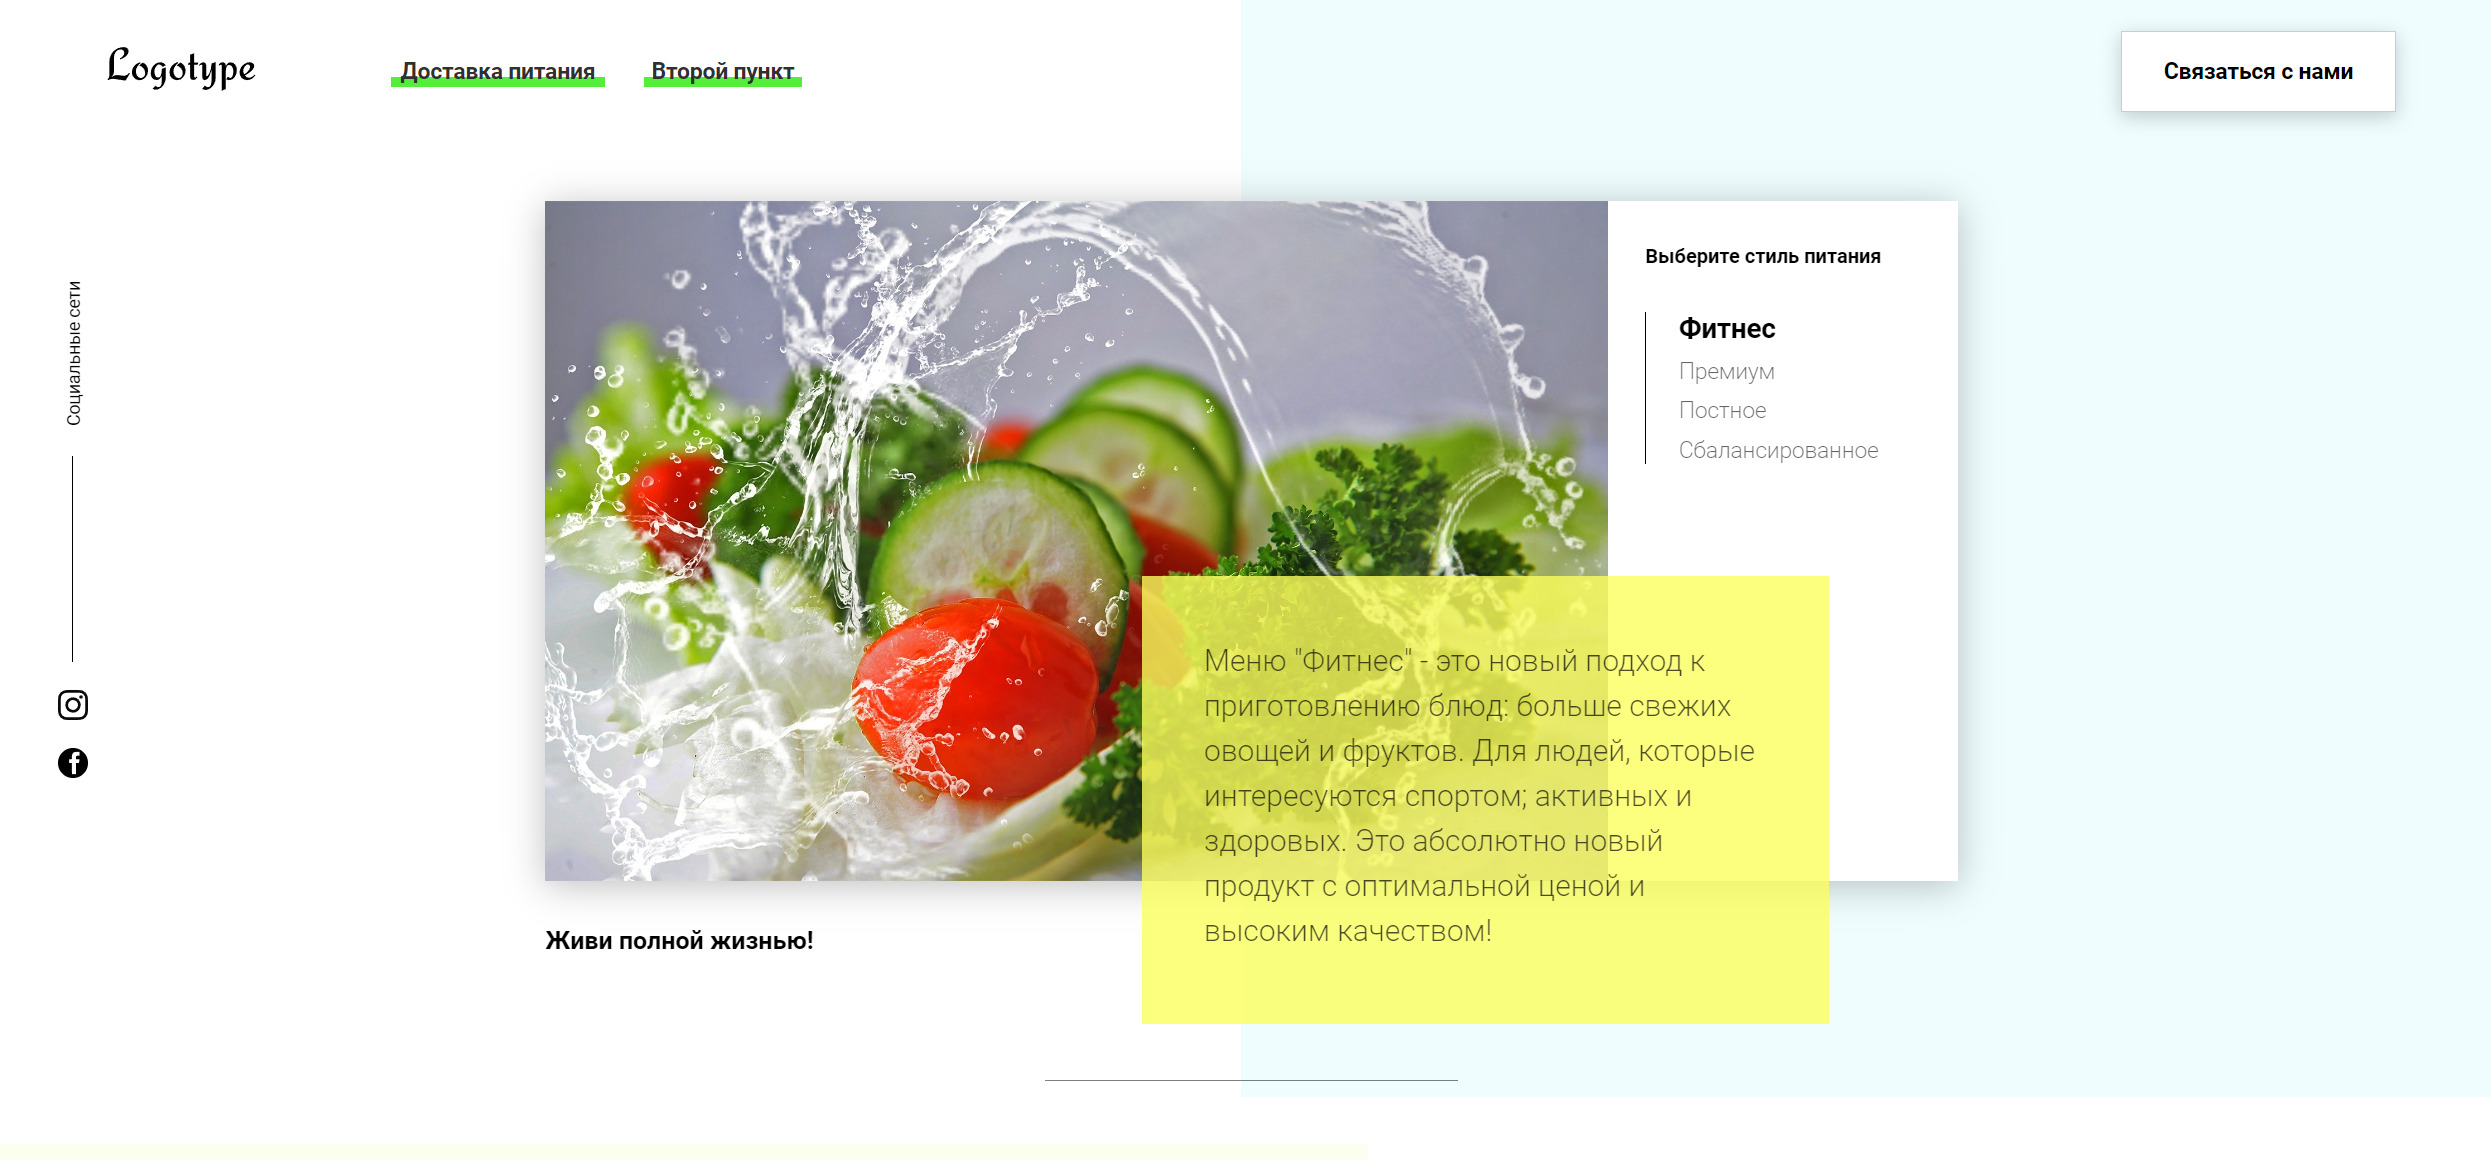 Logotype
Доставка питания
Второй пункт
Связаться с нами
Социальные сети
Выберите стиль питания
Фитнес
Премиум
Постное
Сбалансированное
Меню "Фитнес" - это новый подход к
приготовлению блюд: больше свежих
овощей и фруктов. Для людей, которые
интересуются спортом; активных и
здоровых. Это абсолютно новый
продукт с оптимальной ценой и
высоким качеством!
Живи полной жизнью!